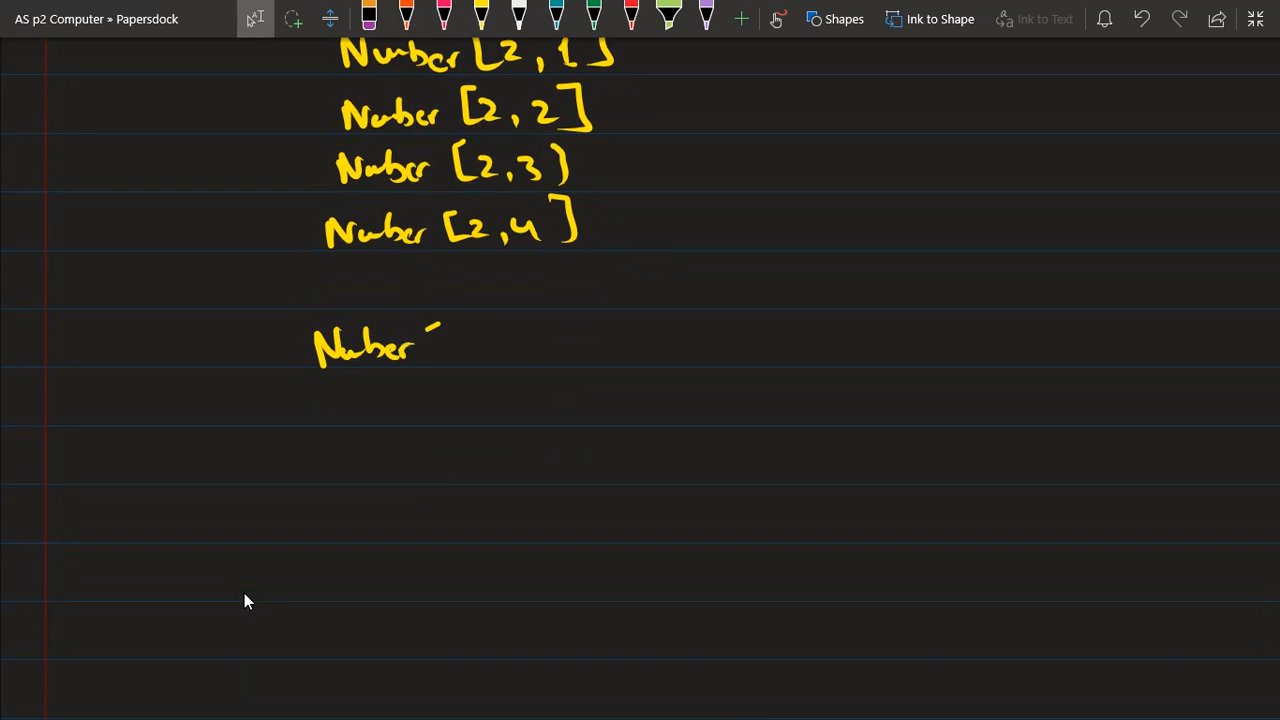 AS p2 Computer » Papersdock
Shapes
Ink to Shape
Ink to Text
Number [2,1]
Number [2,2]
Number [2,3)
Number [2,4]
Number